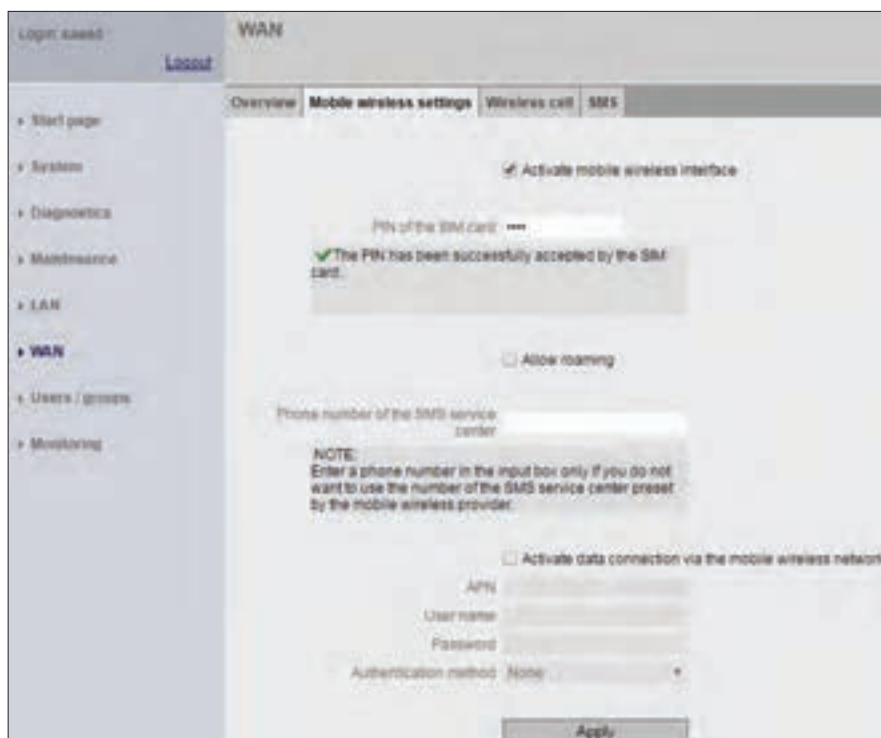 Login:
WAN
Logout
Overview
Mobile wireless settings
Wireless cell
SMS
Start page
System
Diagnostics
Maintenance
LAN
WAN
Users / groups
Monitoring
Activate mobile wireless interface
PIN of the SIM card ••••
The PIN has been successfully accepted by the SIM
card.
Allow roaming
Phone number of the SMS service
center
NOTE:
Enter a phone number in the input box only if you do not
want to use the number of the SMS service center preset
by the mobile wireless provider.
Activate data connection via the mobile wireless network
APN
User name
Password
Authentication method None
Apply